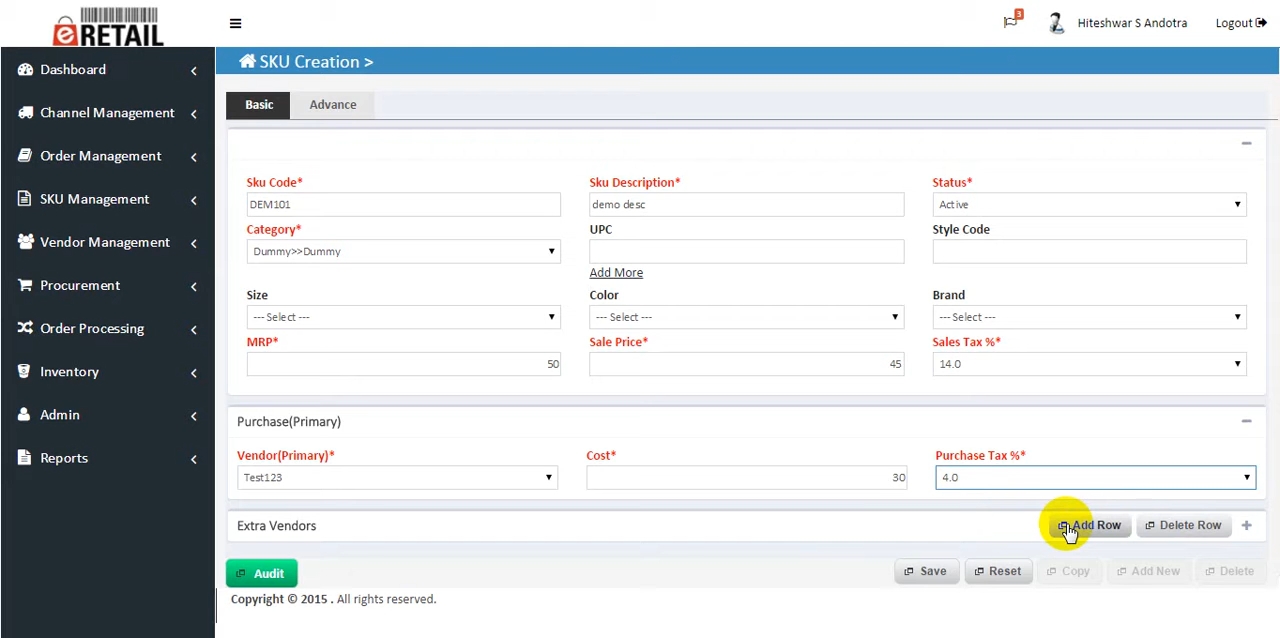 eRETAIL
3
Hiteshwar S Andotra
Logout
Dashboard
Channel Management
Order Management
SKU Management
Vendor Management
Procurement
Order Processing
Inventory
Admin
Reports
SKU Creation >
Basic Advance
Sku Code* Sku Description* Status*
DEM101 demo desc Active
Category* UPC Style Code
Dummy>>Dummy
Add More
Size Color Brand
--- Select --- --- Select --- --- Select ---
MRP* Sale Price* Sales Tax %*
50 45 14.0
Purchase(Primary)
Vendor(Primary)* Cost* Purchase Tax %*
Test123 30 4.0
Extra Vendors Add Row Delete Row
Audit Save Reset Copy Add New Delete
Copyright © 2015 . All rights reserved.